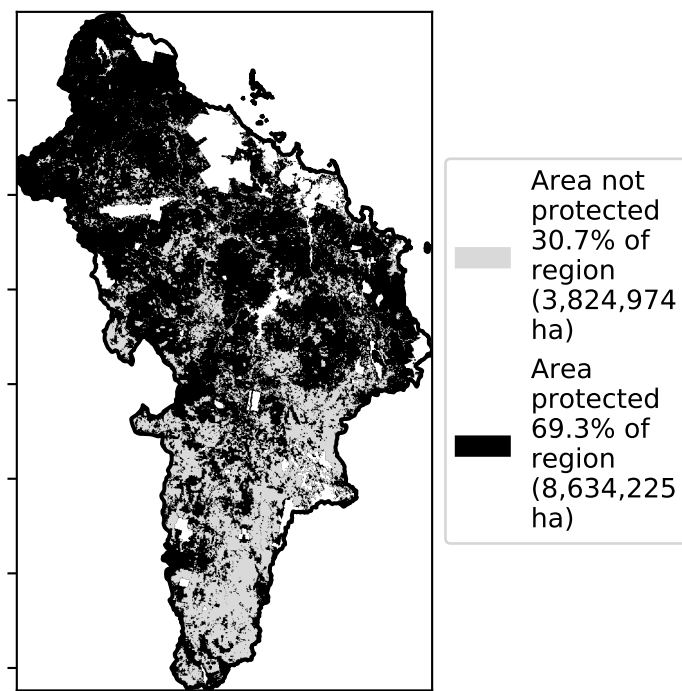 Area not
protected
30.7% of
region
(3,824,974
ha)
Area
protected
69.3% of
region
(8,634,225
ha)